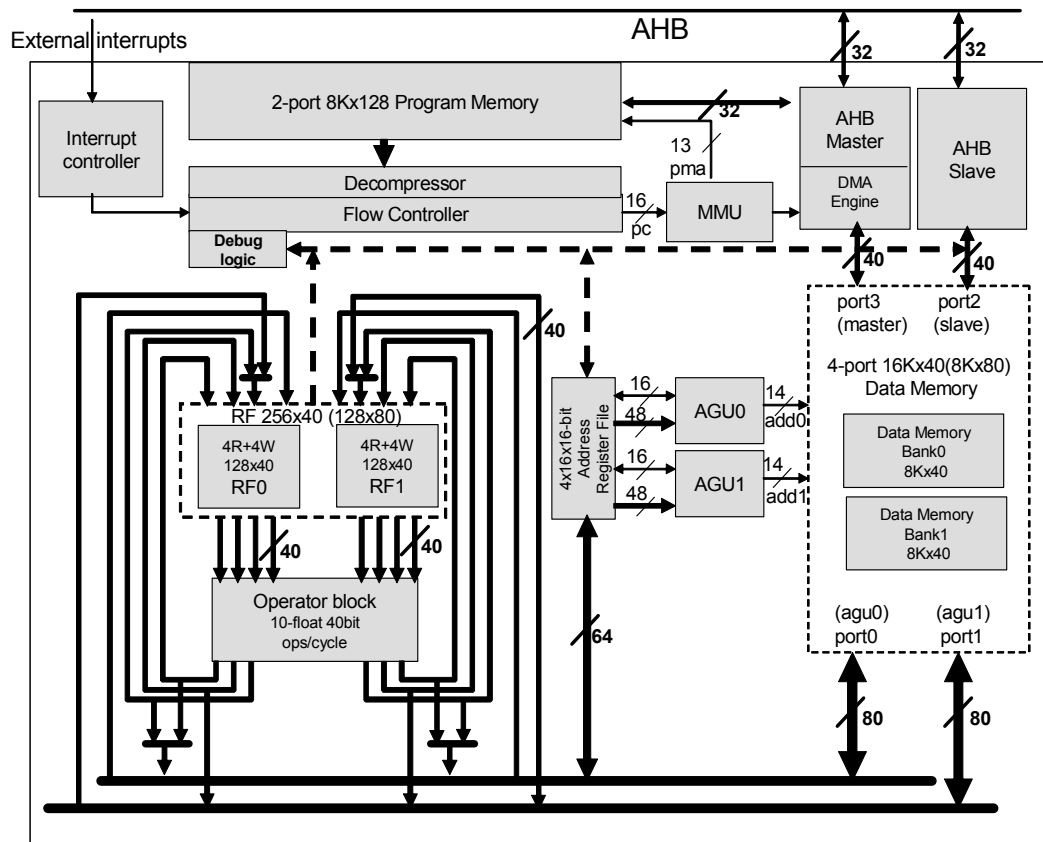 AHB
External interrupts
32
32
2-port 8Kx128 Program Memory
32
Interrupt
controller
13
pma
AHB
Master
AHB
Slave
Decompressor
DMA
Engine
Flow Controller
16
pc
MMU
Debug
logic
40
40
port3
(master)
port2
(slave)
40
4-port 16Kx40(8Kx80)
Data Memory
RF 256x40 (128x80)
4R+4W
128x40
RF0
4R+4W
128x40
RF1
4x16x16-bit
Address
Register File
16
48
AGU0
14
add0
16
48
AGU1
14
add1
Data Memory
Bank0
8Kx40
Data Memory
Bank1
8Kx40
40
40
Operator block
10-float 40bit
ops/cycle
(agu0)
port0
(agu1)
port1
64
80
80